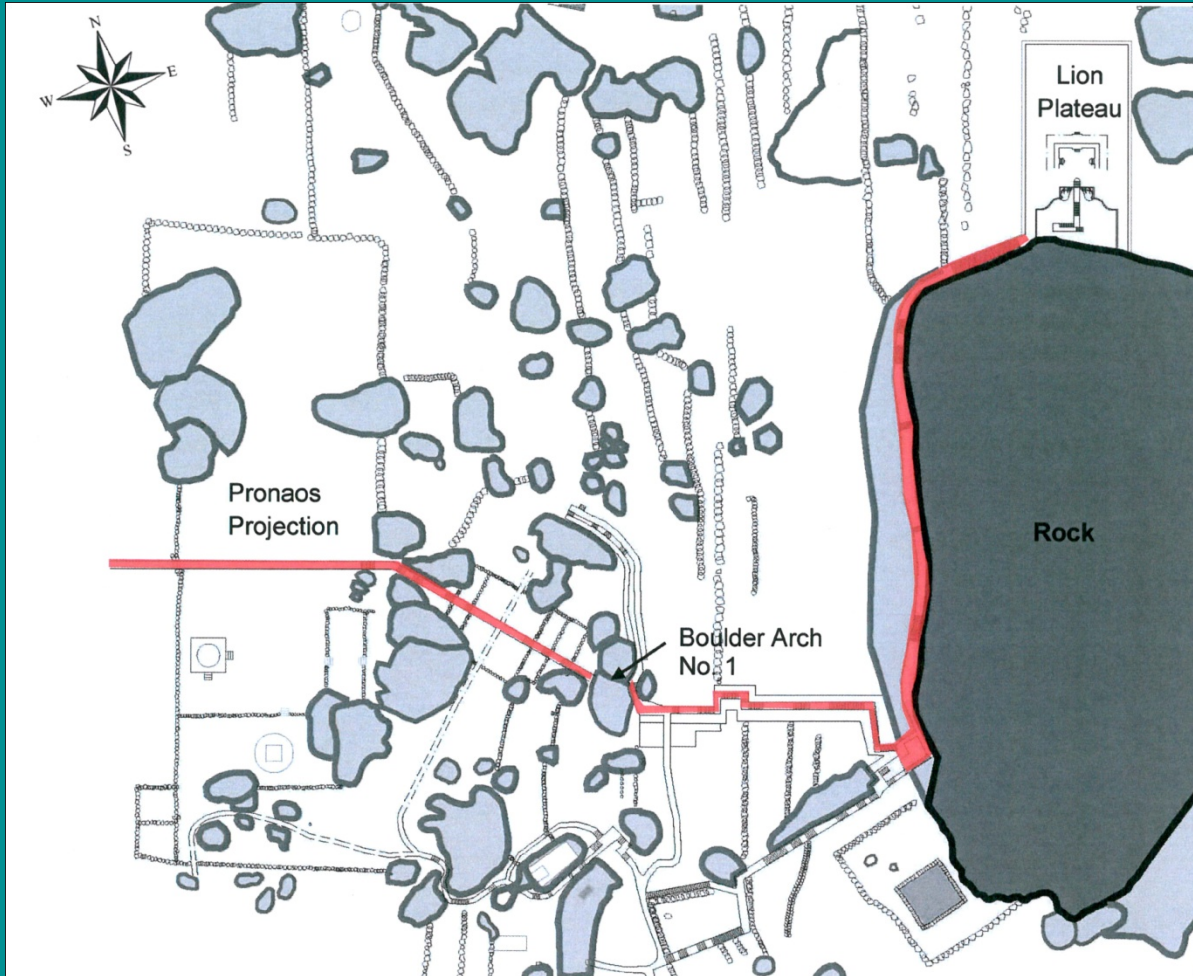 N
E
W
S
Lion
Plateau
Pronaos
Projection
Rock
Boulder Arch
No. 1